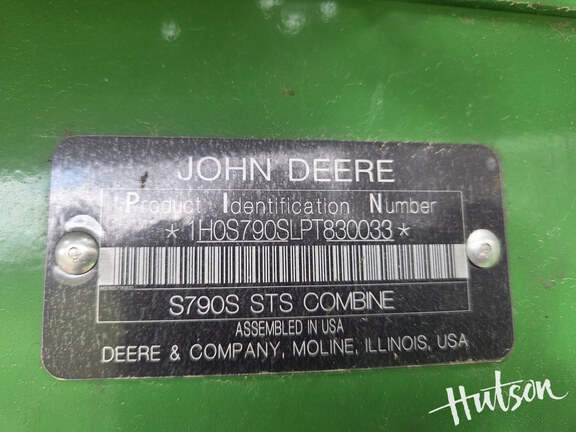 JOHN DEERE
Product Identification Number
*1H0S790SLPT830033*
S790S STS COMBINE
ASSEMBLED IN USA
DEERE & COMPANY, MOLINE, ILLINOIS, USA
Hutson